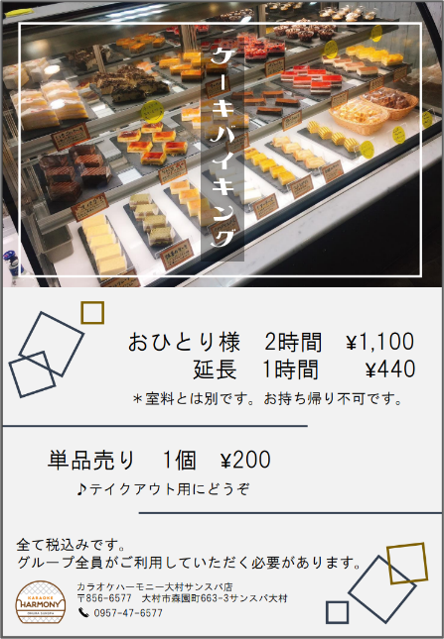 ケーキバイキング
おひとり様 2時間 ¥1,100
延長 1時間 ¥440
＊室料とは別です。お持ち帰り不可です。
単品売り 1個 ¥200
♪テイクアウト用にどうぞ
全て税込みです。
グループ全員がご利用していただく必要があります。
KARAOKE
HARMONY
カラオケハーモニー大村サンスパ店
〒856-6577 大村市森園町663-3サンスパ大村
0957-47-6577